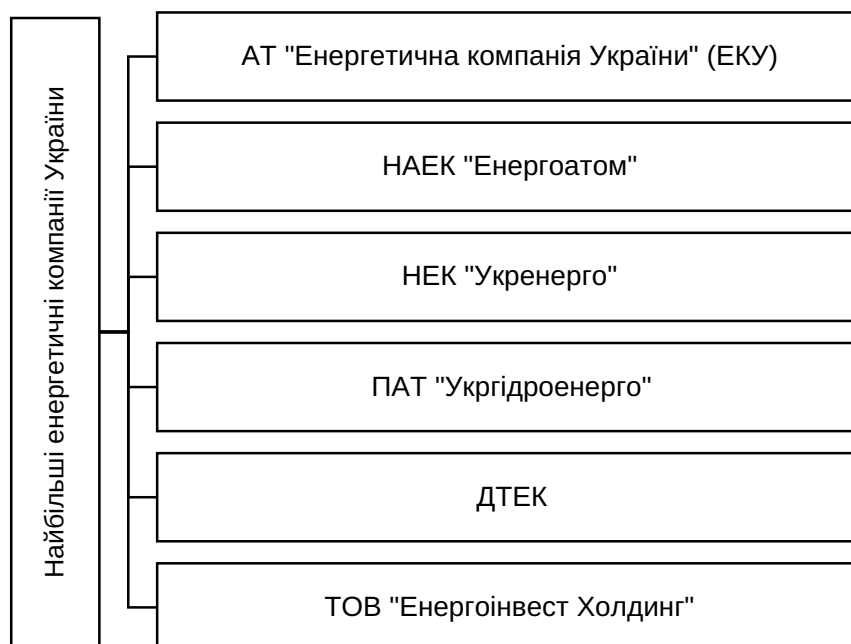 Найбільші енергетичні компанії України
АТ "Енергетична компанія України" (ЕКУ)
НАЕК "Енергоатом"
НЕК "Укренерго"
ПАТ "Укргідроенерго"
ДТЕК
ТОВ "Енергоінвест Холдинг"